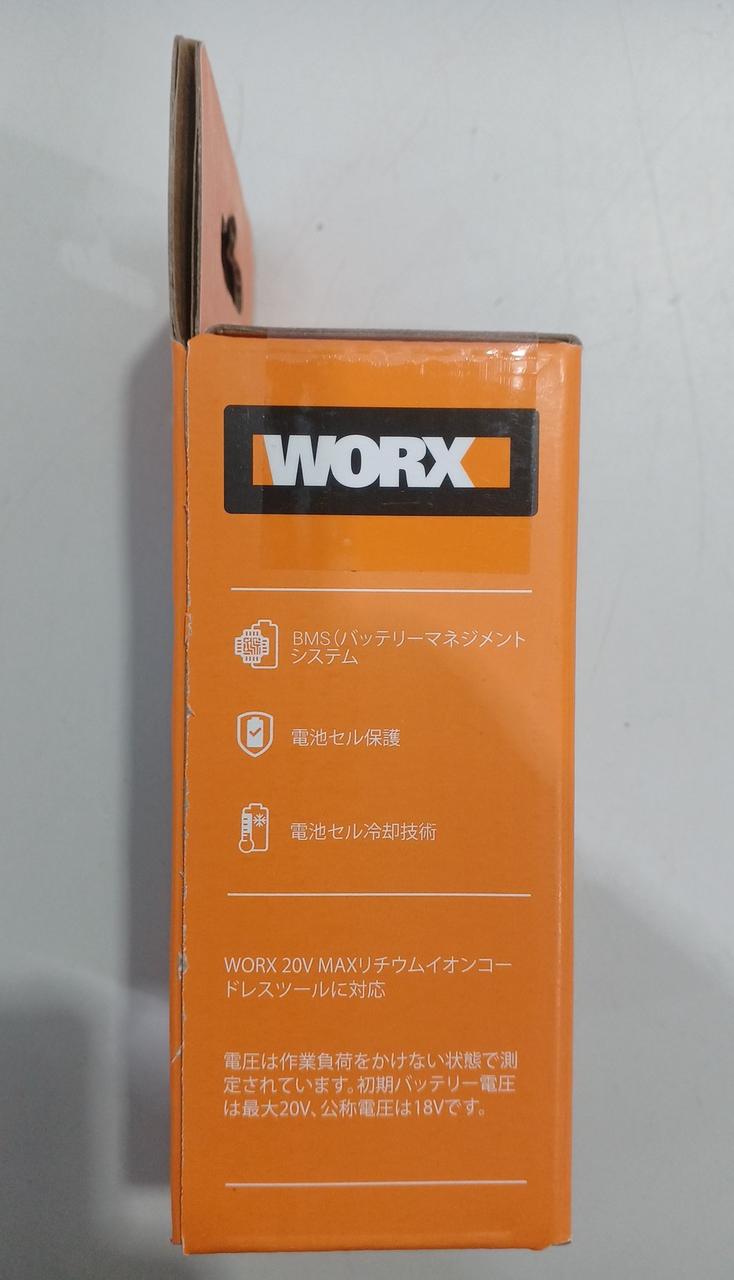 WORX
BMS(バッテリーマネジメント
システム
電池セル保護
電池セル冷却技術
WORX 20V MAXリチウムイオンコー
ドレスツールに対応
電圧は作業負荷をかけない状態で測
定されています。初期バッテリー電圧
は最大20V、公称電圧は18Vです。